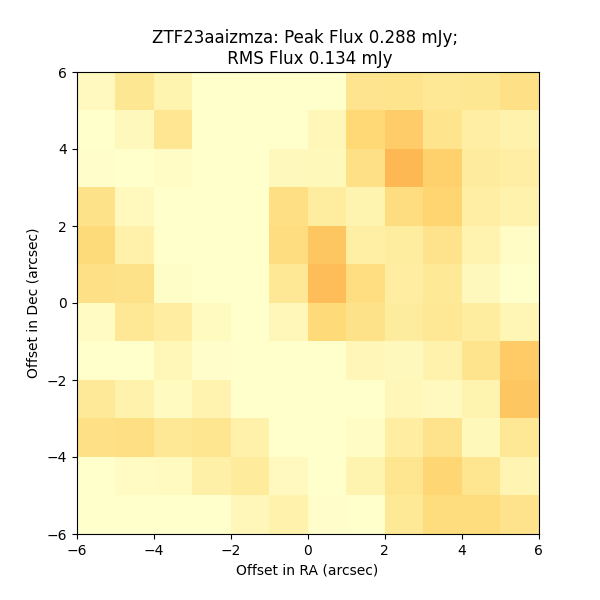 ZTF23aaizmza: Peak Flux 0.288 mJy;
RMS Flux 0.134 mJy
6
4
2
0
−2
−4
−6
Offset in Dec (arcsec)
−6 −4 −2 0 2 4 6
Offset in RA (arcsec)